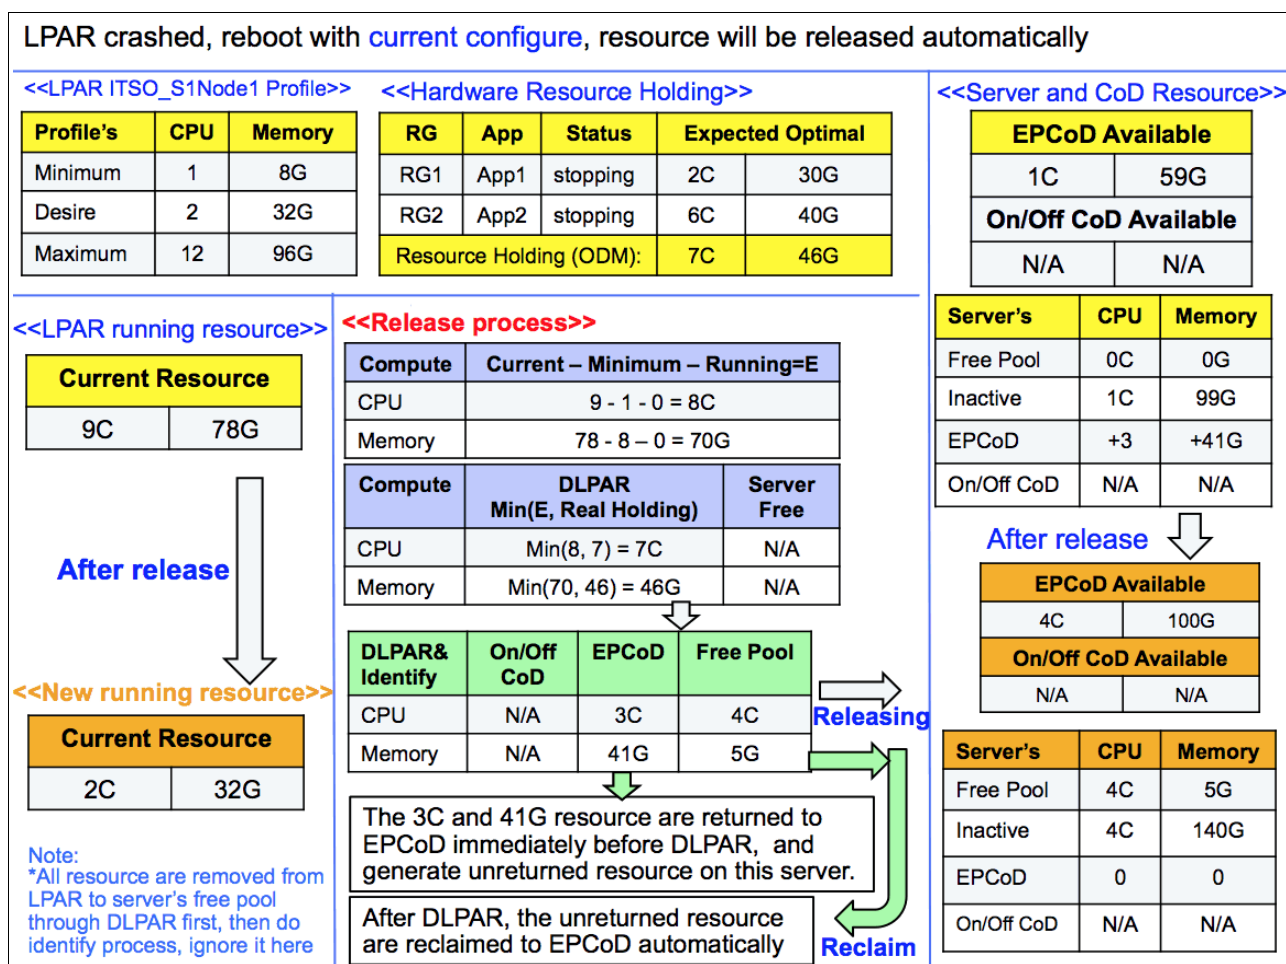 LPAR crashed, reboot with current configure, resource will be released automatically
<<LPAR ITSO_S1Node1 Profile>>
Profile's CPU Memory
Minimum 1 8G
Desire 2 32G
Maximum 12 96G
<<Hardware Resource Holding>>
RG App Status Expected Optimal
RG1 App1 stopping 2C 30G
RG2 App2 stopping 6C 40G
Resource Holding (ODM): 7C 46G
<<Server and CoD Resource>>
EPCoD Available
1C 59G
On/Off CoD Available
N/A N/A
Server's CPU Memory
Free Pool 0C 0G
Inactive 1C 99G
EPCoD +3 +41G
On/Off CoD N/A N/A
After release
EPCoD Available
4C 100G
On/Off CoD Available
N/A N/A
Server's CPU Memory
Free Pool 4C 5G
Inactive 4C 140G
EPCoD 0 0
On/Off CoD N/A N/A
<<LPAR running resource>>
Current Resource
9C 78G
After release
<<New running resource>>
Current Resource
2C 32G
Note:
*All resource are removed from
LPAR to server's free pool
through DLPAR first, then do
identify process, ignore it here
<<Release process>>
Compute Current – Minimum – Running=E
CPU 9 - 1 - 0 = 8C
Memory 78 - 8 – 0 = 70G
Compute DLPAR Server
Min(E, Real Holding) Free
CPU Min(8, 7) = 7C N/A
Memory Min(70, 46) = 46G N/A
DLPAR& On/Off EPCoD Free Pool
Identify CoD
CPU N/A 3C 4C
Memory N/A 41G 5G
Releasing
The 3C and 41G resource are returned to
EPCoD immediately before DLPAR, and
generate unreturned resource on this server.
After DLPAR, the unreturned resource
are reclaimed to EPCoD automatically
Reclaim